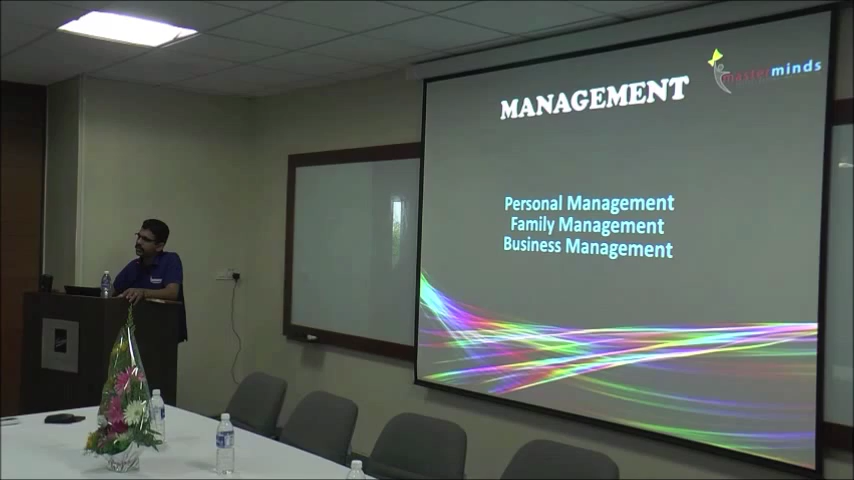 MANAGEMENT
masterminds
Personal Management
Family Management
Business Management